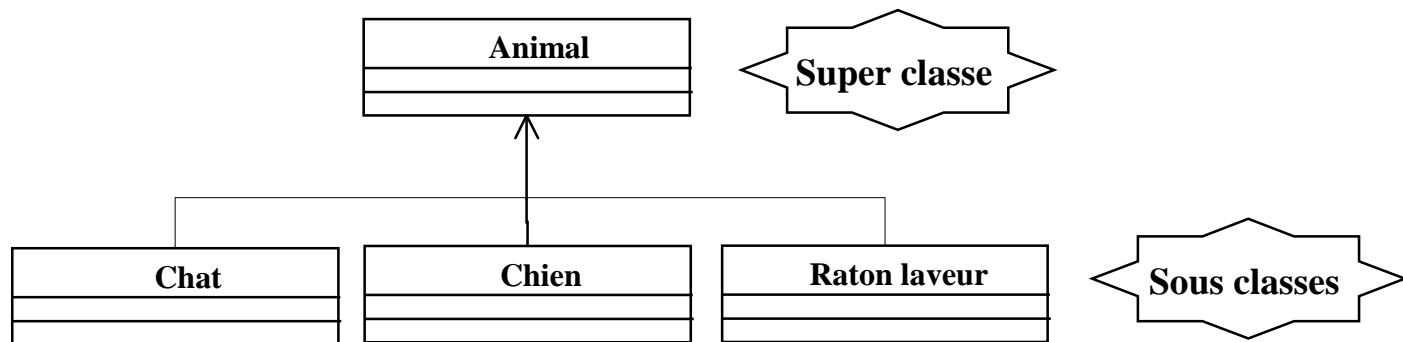 Animal
Super classe
Chat
Chien
Raton laveur
Sous classes